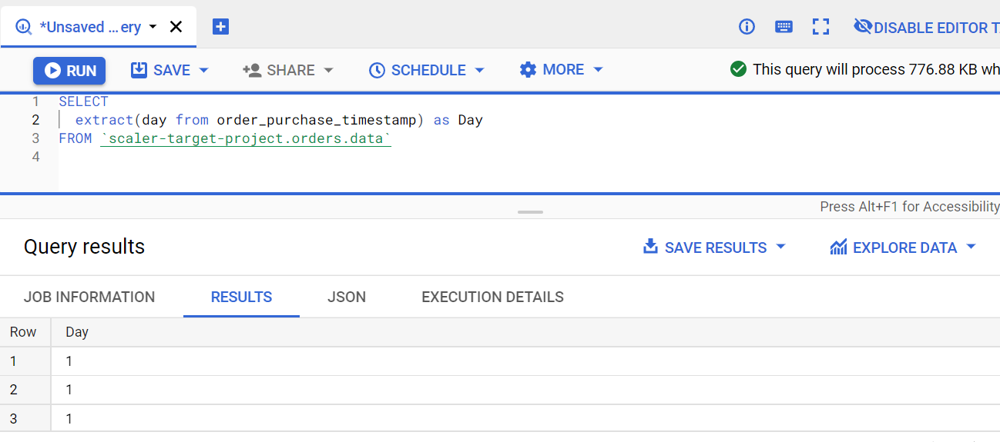 *Unsaved ...ery
DISABLE EDITOR T
RUN SAVE SHARE SCHEDULE MORE This query will process 776.88 KB wh
1 SELECT
2 extract(day from order_purchase_timestamp) as Day
3 FROM `scaler-target-project.orders.data`
4
Press Alt+F1 for Accessibility
Query results SAVE RESULTS EXPLORE DATA
JOB INFORMATION RESULTS JSON EXECUTION DETAILS
Row Day
1 1
2 1
3 1